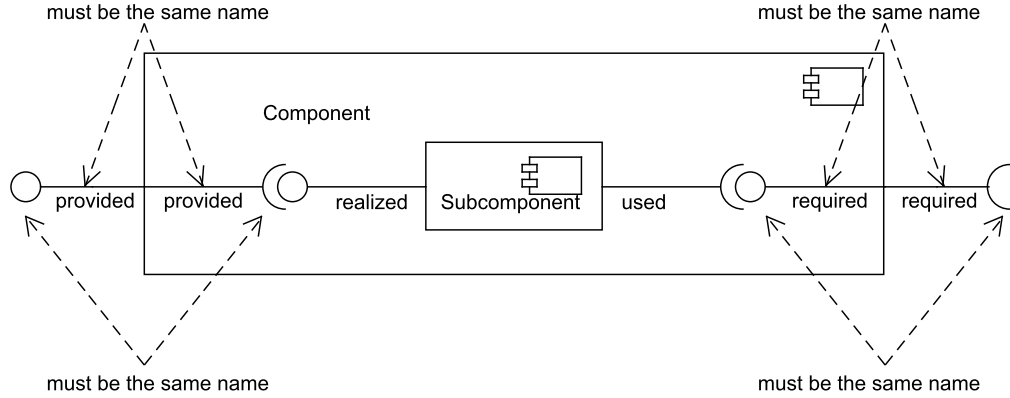 must be the same name
must be the same name
Component
provided
provided
realized
Subcomponent
used
required
required
must be the same name
must be the same name